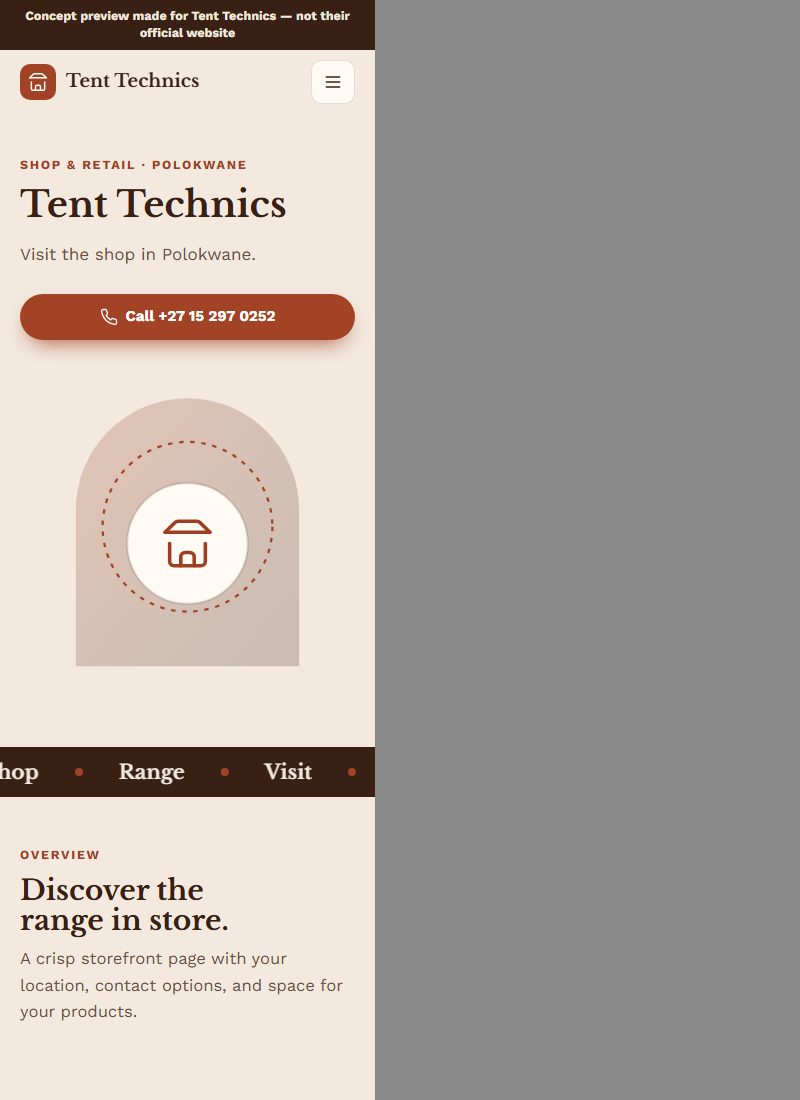 Concept preview made for Tent Technics — not their
official website
Tent Technics
SHOP & RETAIL · POLOKWANE
Tent Technics
Visit the shop in Polokwane.
Call +27 15 297 0252
hop • Range • Visit •
OVERVIEW
Discover the
range in store.
A crisp storefront page with your
location, contact options, and space for
your products.